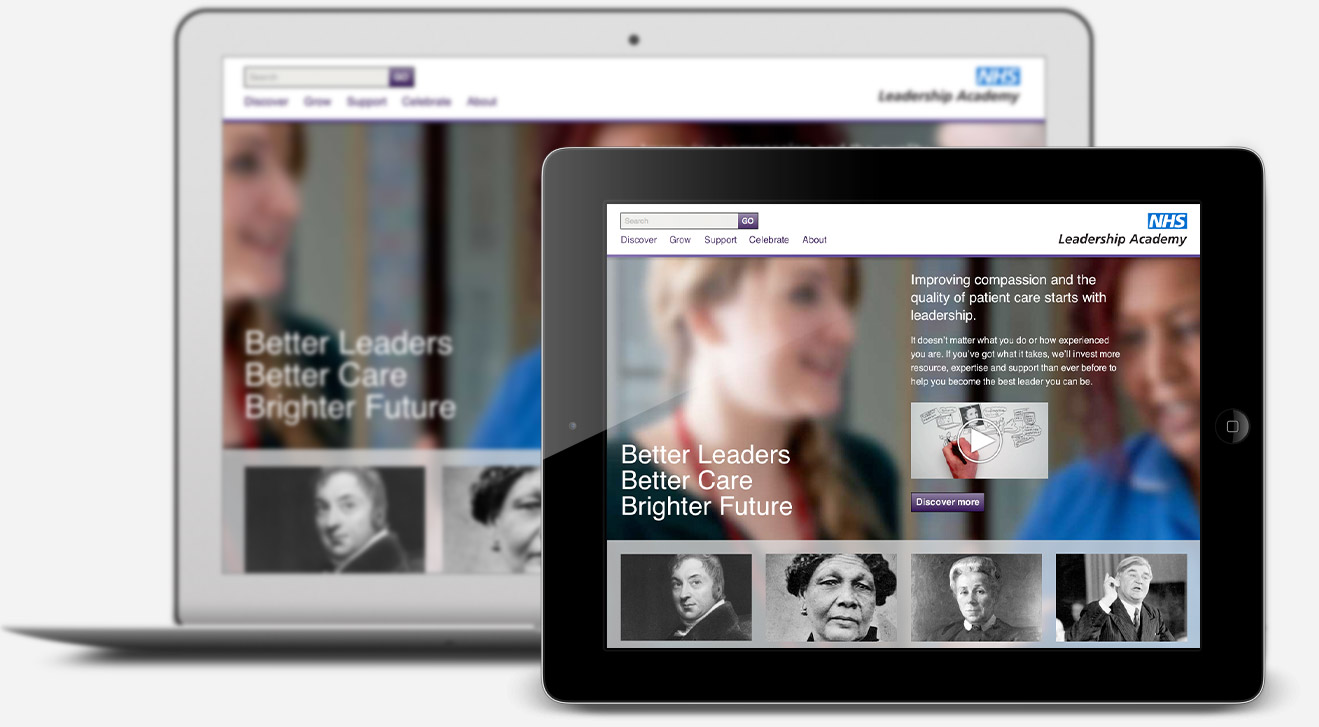 Search GO
Discover Grow Support Celebrate About
NHS
Leadership Academy
Better Leaders
Better Care
Brighter Future
Search GO
Discover Grow Support Celebrate About
NHS
Leadership Academy
Improving compassion and the
quality of patient care starts with
leadership.
It doesn't matter what you do or how experienced
you are. If you've got what it takes, we'll invest more
resource, expertise and support than ever before to
help you become the best leader you can be.
Discover more
Better Leaders
Better Care
Brighter Future